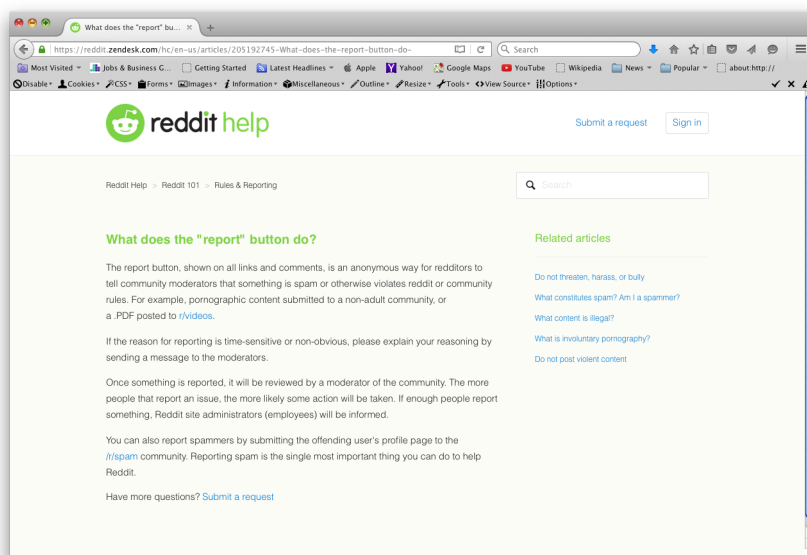 What does the "report" bu... × +
https://reddit.zendesk.com/hc/en-us/articles/205192745-What-does-the-report-button-do- Search
Most Visited Jobs & Business G... Getting Started Latest Headlines Apple Yahoo! Google Maps YouTube Wikipedia News Popular about:http://
Disable Cookies CSS Forms Images Information Miscellaneous Outline Resize Tools View Source Options
reddit help
Submit a request Sign in
Reddit Help > Reddit 101 > Rules & Reporting
Search
What does the "report" button do?
The report button, shown on all links and comments, is an anonymous way for redditors to
tell community moderators that something is spam or otherwise violates reddit or community
rules. For example, pornographic content submitted to a non-adult community, or
a .PDF posted to r/videos.
If the reason for reporting is time-sensitive or non-obvious, please explain your reasoning by
sending a message to the moderators.
Once something is reported, it will be reviewed by a moderator of the community. The more
people that report an issue, the more likely some action will be taken. If enough people report
something, Reddit site administrators (employees) will be informed.
You can also report spammers by submitting the offending user's profile page to the
/r/spam community. Reporting spam is the single most important thing you can do to help
Reddit.
Have more questions? Submit a request
Related articles
Do not threaten, harass, or bully
What constitutes spam? Am I a spammer?
What content is illegal?
What is involuntary pornography?
Do not post violent content